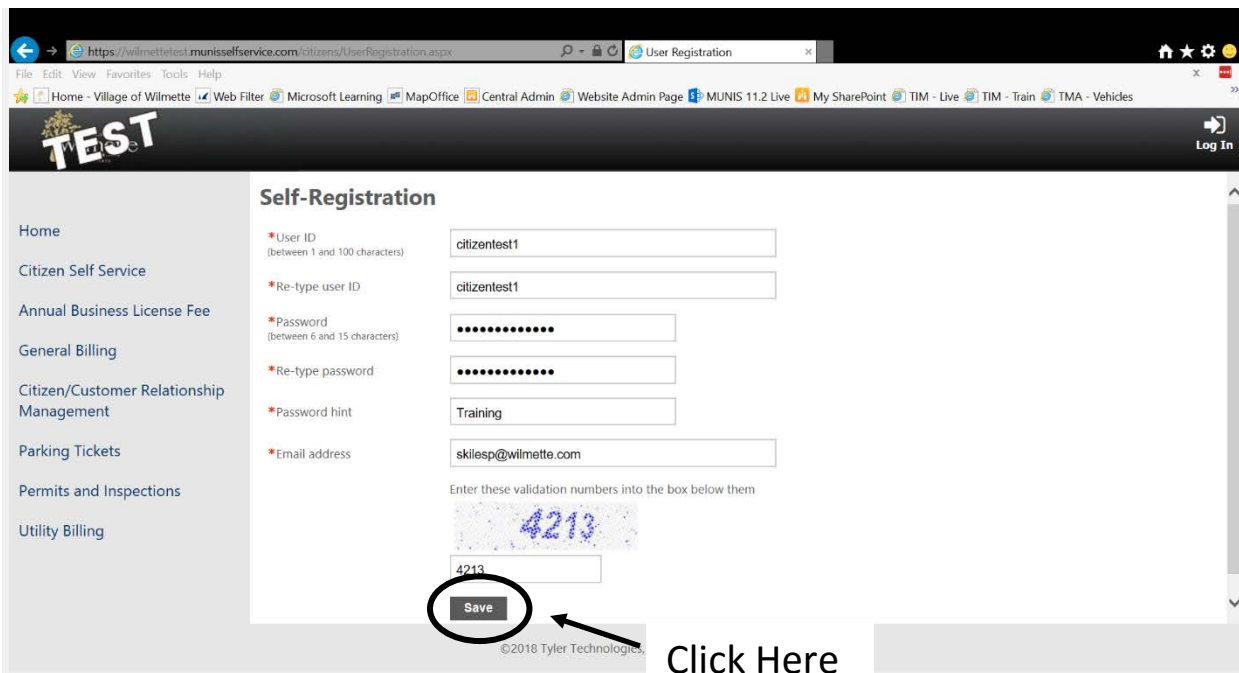 https://wilmettetest.munisselfservice.com/citizens/UserRegistration.aspx User Registration ×
File Edit View Favorites Tools Help x
Home - Village of Wilmette Web Filter Microsoft Learning MapOffice Central Admin Website Admin Page MUNIS 11.2 Live My SharePoint TIM - Live TIM - Train TMA - Vehicles »
TEST
Log In
Self-Registration
Home
Citizen Self Service
Annual Business License Fee
General Billing
Citizen/Customer Relationship
Management
Parking Tickets
Permits and Inspections
Utility Billing
*User ID
(between 1 and 100 characters)
citizentest1
*Re-type user ID
citizentest1
*Password
(between 6 and 15 characters)
•••••••••••••
*Re-type password
•••••••••••••
*Password hint
Training
*Email address
skilesp@wilmette.com
Enter these validation numbers into the box below them
4213
4213
Save
©2018 Tyler Technologies,
Click Here